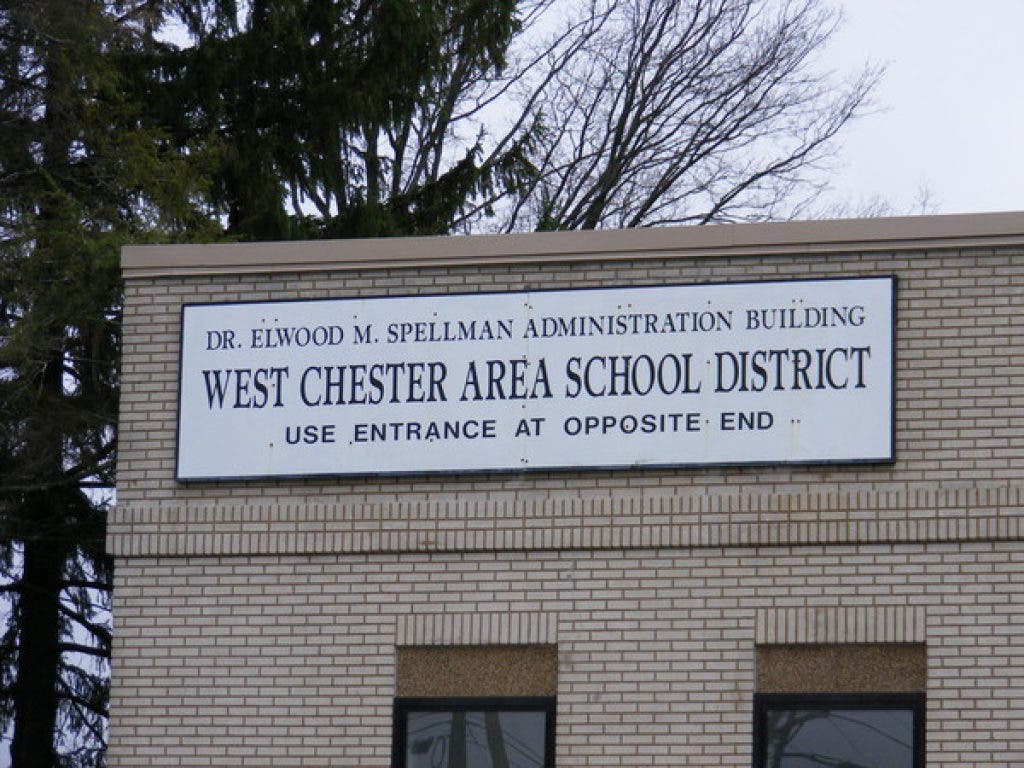 DR. ELWOOD M. SPELLMAN ADMINISTRATION BUILDING
WEST CHESTER AREA SCHOOL DISTRICT
USE ENTRANCE AT OPPOSITE END